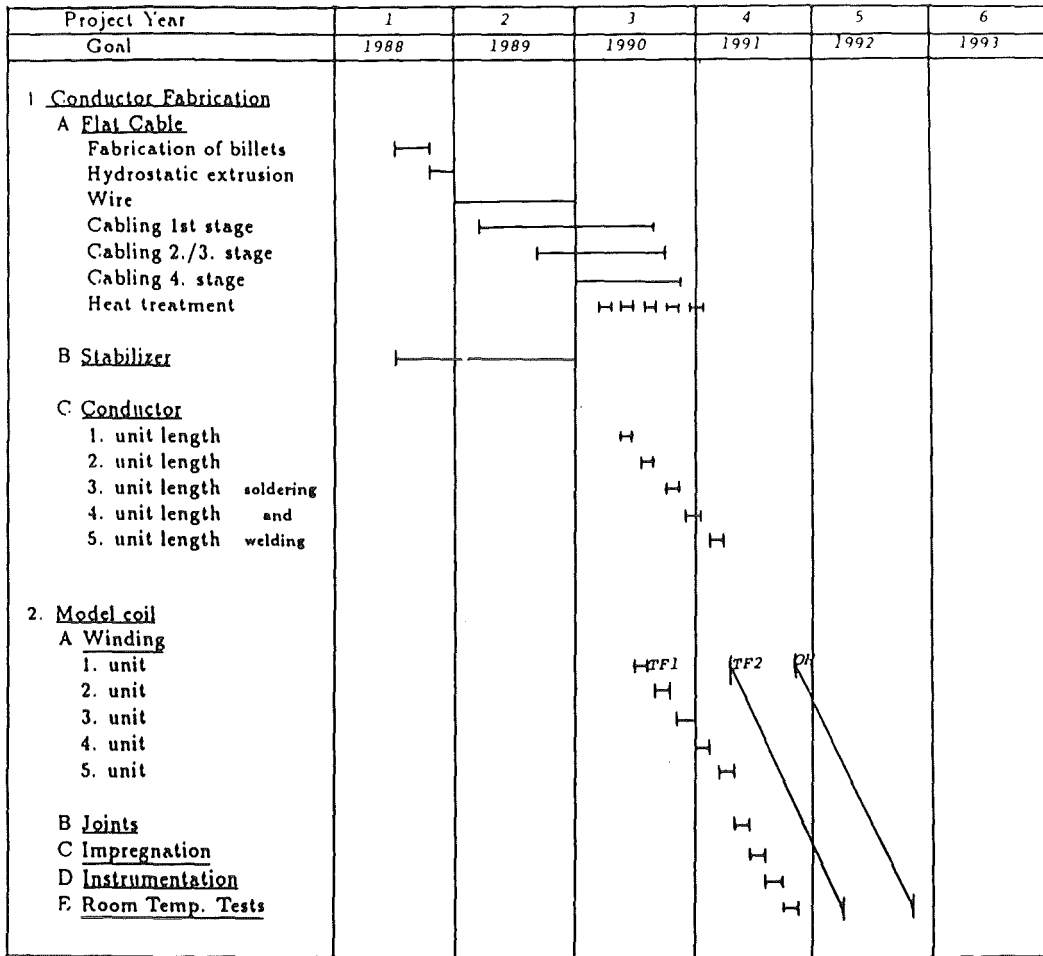 Project Year 1 2 3 4 5 6
Goal 1988 1989 1990 1991 1992 1993
1 Conductor Fabrication
A Flat Cable
Fabrication of billets
Hydrostatic extrusion
Wire
Cabling 1st stage
Cabling 2./3. stage
Cabling 4. stage
Heat treatment
B Stabilizer
C Conductor
1. unit length
2. unit length
3. unit length soldering
4. unit length and
5. unit length welding
2. Model coil
A Winding
1. unit TF1 TF2 OH
2. unit
3. unit
4. unit
5. unit
B Joints
C Impregnation
D Instrumentation
E Room Temp. Tests